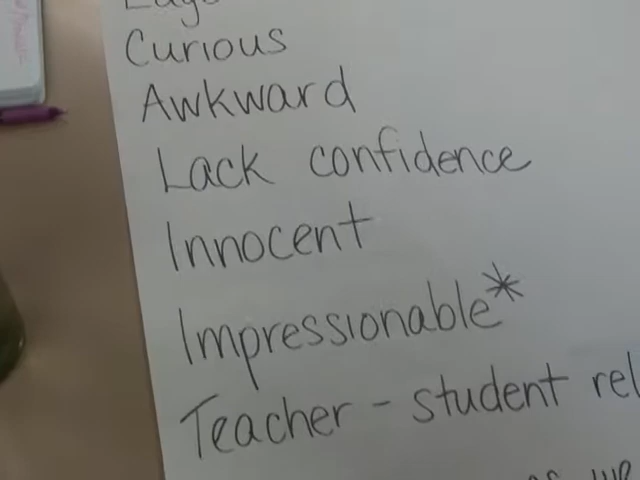 Curious
Awkward
Lack confidence
Innocent
Impressionable*
Teacher - student